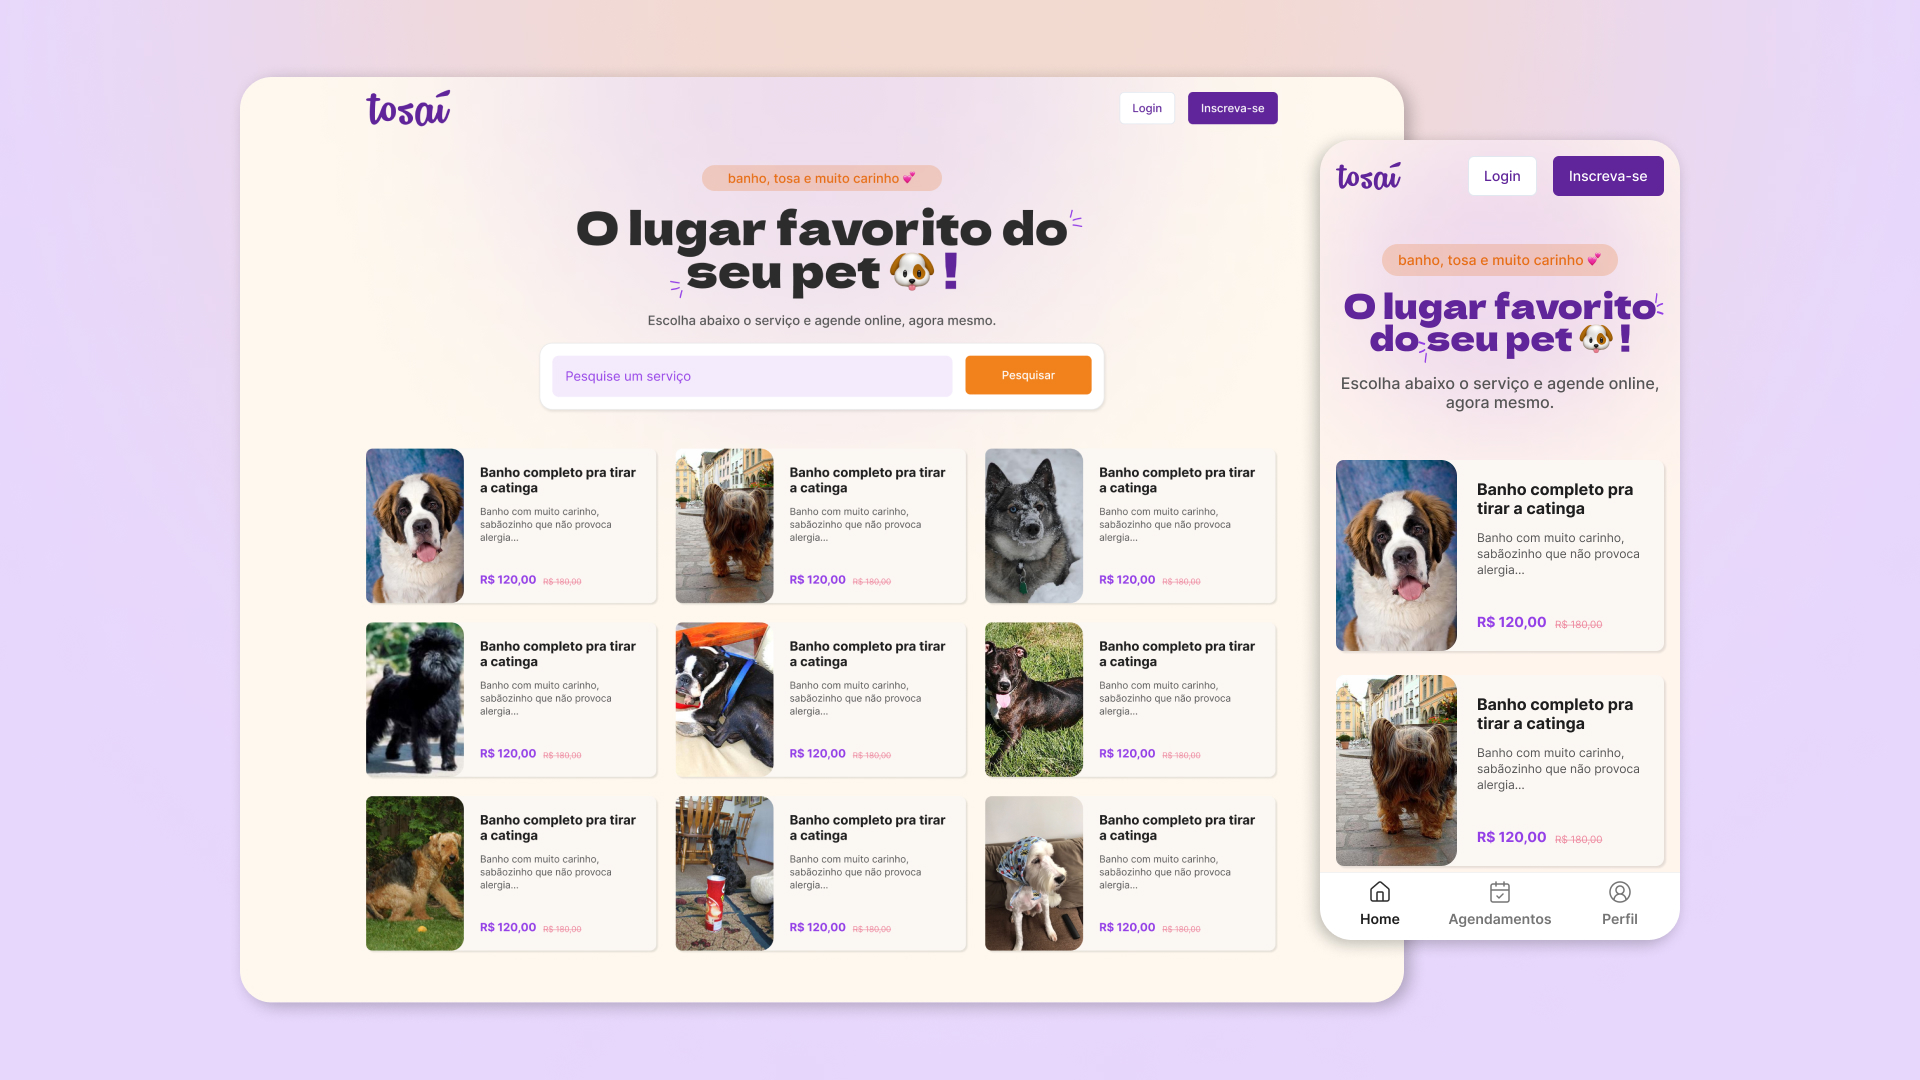 tosaí
Login
Inscreva-se
banho, tosa e muito carinho 💕
O lugar favorito do
seu pet 🐶 !
Escolha abaixo o serviço e agende online, agora mesmo.
Pesquise um serviço
Pesquisar
Banho completo pra tirar
a catinga
Banho com muito carinho,
sabãozinho que não provoca
alergia...
R$ 120,00 R$ 180,00
Banho completo pra tirar
a catinga
Banho com muito carinho,
sabãozinho que não provoca
alergia...
R$ 120,00 R$ 180,00
Banho completo pra tirar
a catinga
Banho com muito carinho,
sabãozinho que não provoca
alergia...
R$ 120,00 R$ 180,00
Banho completo pra tirar
a catinga
Banho com muito carinho,
sabãozinho que não provoca
alergia...
R$ 120,00 R$ 180,00
Banho completo pra tirar
a catinga
Banho com muito carinho,
sabãozinho que não provoca
alergia...
R$ 120,00 R$ 180,00
Banho completo pra tirar
a catinga
Banho com muito carinho,
sabãozinho que não provoca
alergia...
R$ 120,00 R$ 180,00
Banho completo pra tirar
a catinga
Banho com muito carinho,
sabãozinho que não provoca
alergia...
R$ 120,00 R$ 180,00
Banho completo pra tirar
a catinga
Banho com muito carinho,
sabãozinho que não provoca
alergia...
R$ 120,00 R$ 180,00
Banho completo pra tirar
a catinga
Banho com muito carinho,
sabãozinho que não provoca
alergia...
R$ 120,00 R$ 180,00
tosaí
Login
Inscreva-se
banho, tosa e muito carinho 💕
O lugar favorito
do seu pet 🐶 !
Escolha abaixo o serviço e agende online,
agora mesmo.
Banho completo pra
tirar a catinga
Banho com muito carinho,
sabãozinho que não provoca
alergia...
R$ 120,00 R$ 180,00
Banho completo pra
tirar a catinga
Banho com muito carinho,
sabãozinho que não provoca
alergia...
R$ 120,00 R$ 180,00
Home
Agendamentos
Perfil